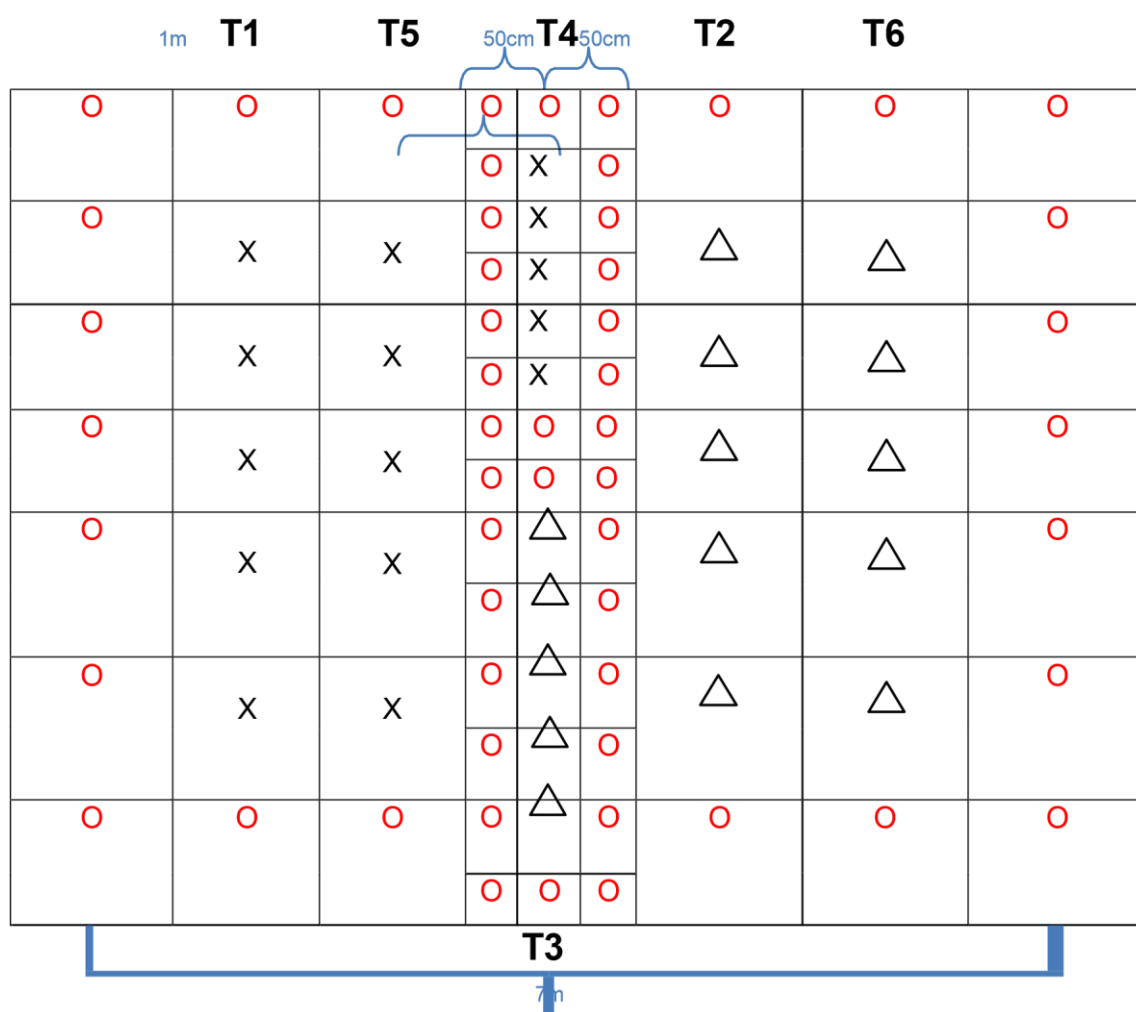 1m T1 T5 50cm T4 50cm T2 T6
O O O O O O O O O
O X O
O O X O O
X X O X O △ △
O O X O O
X X O X O △ △
O O O O O
X X O O O △ △
O O △ O O
X X O △ O △ △
O O △ O O
X X O △ O △ △
O O O O △ O O O O
O O O
T3
7m